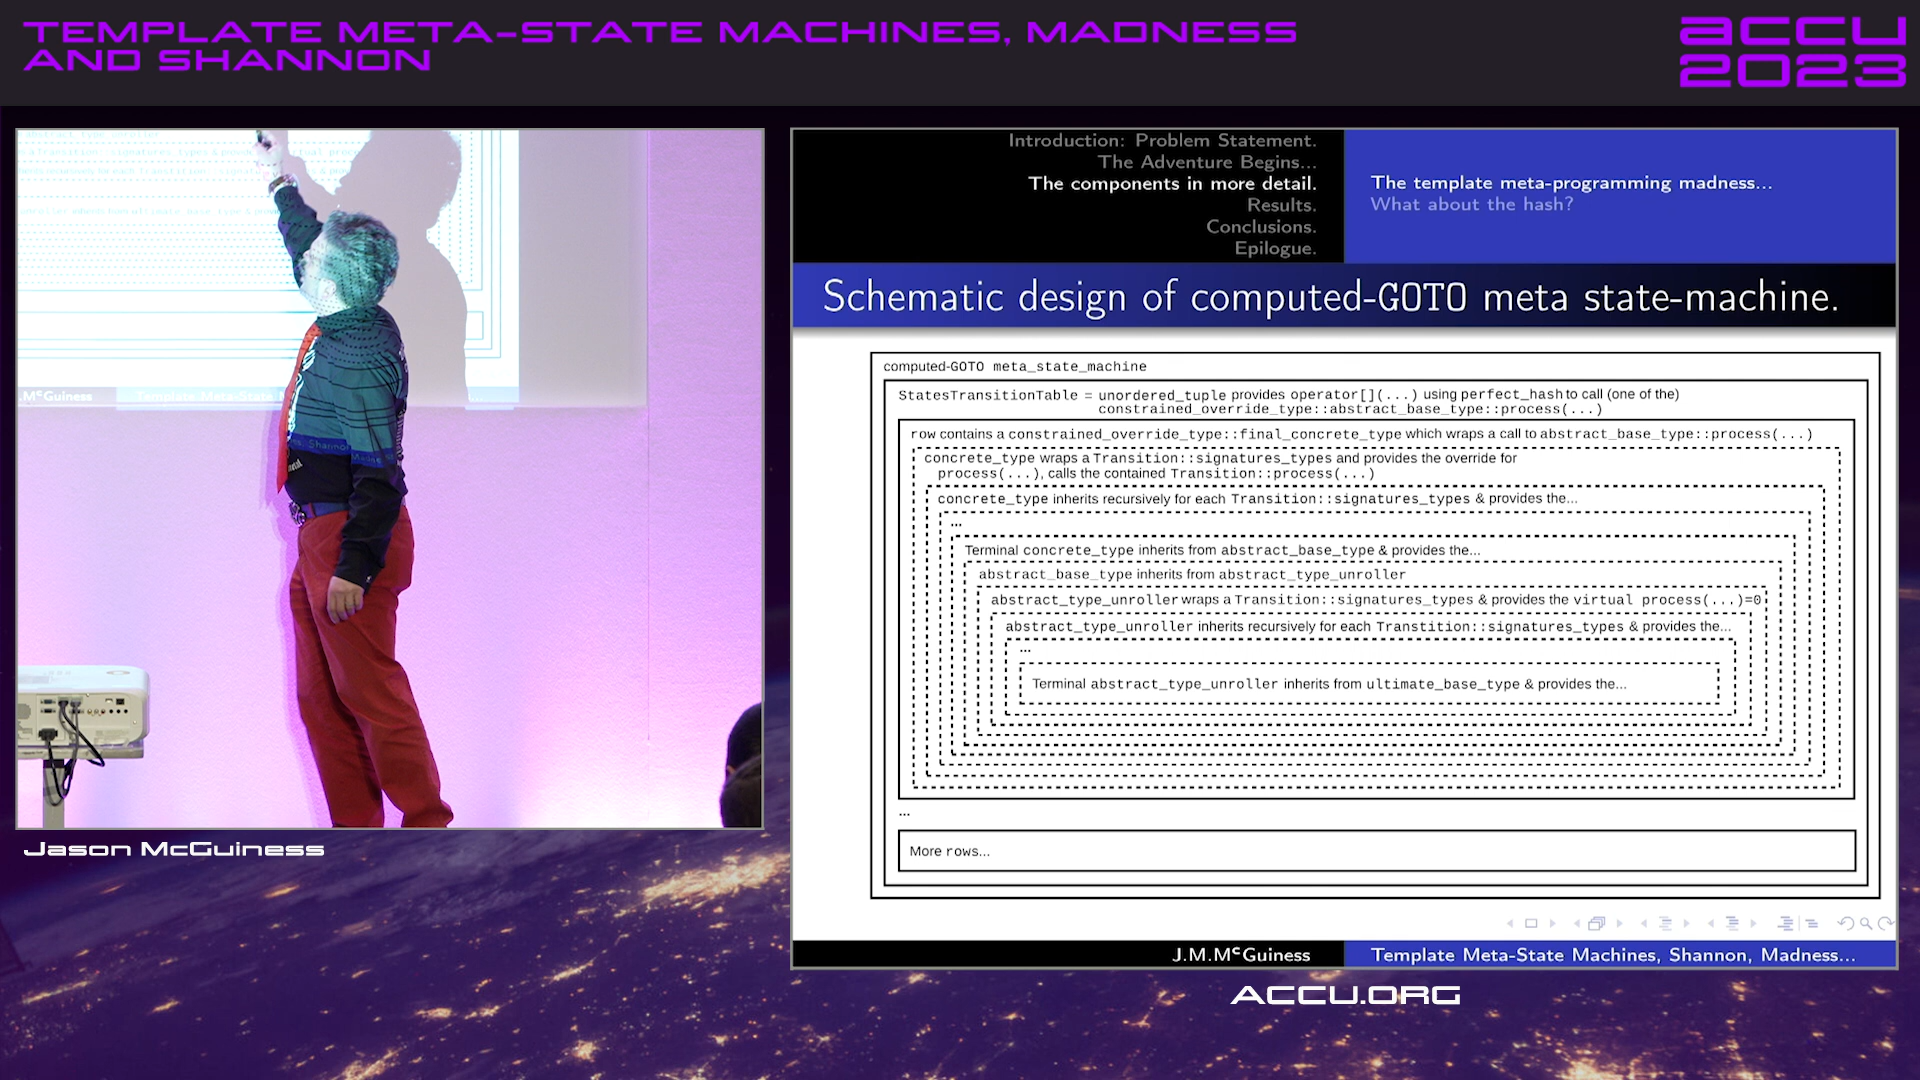 TEMPLATE META-STATE MACHINES, MADNESS
AND SHANNON
accu
2023
Introduction: Problem Statement.
The Adventure Begins...
The components in more detail.
Results.
Conclusions.
Epilogue.
The template meta-programming madness...
What about the hash?
Schematic design of computed-GOTO meta state-machine.
computed-GOTO meta_state_machine
StatesTransitionTable = unordered_tuple provides operator[](...) using perfect_hash to call (one of the)
constrained_override_type::abstract_base_type::process(...)
row contains a constrained_override_type::final_concrete_type which wraps a call to abstract_base_type::process(...)
concrete_type wraps a Transition::signatures_types and provides the override for
process(...), calls the contained Transition::process(...)
concrete_type inherits recursively for each Transition::signatures_types & provides the...
...
Terminal concrete_type inherits from abstract_base_type & provides the...
abstract_base_type inherits from abstract_type_unroller
abstract_type_unroller wraps a Transition::signatures_types & provides the virtual process(...)=0
abstract_type_unroller inherits recursively for each Transtition::signatures_types & provides the...
...
Terminal abstract_type_unroller inherits from ultimate_base_type & provides the...
...
More rows...
J.M.McGuiness
Template Meta-State Machines, Shannon, Madness...
.McGuiness
Template Meta-State
Shannon
Jason McGuiness
ACCU.ORG